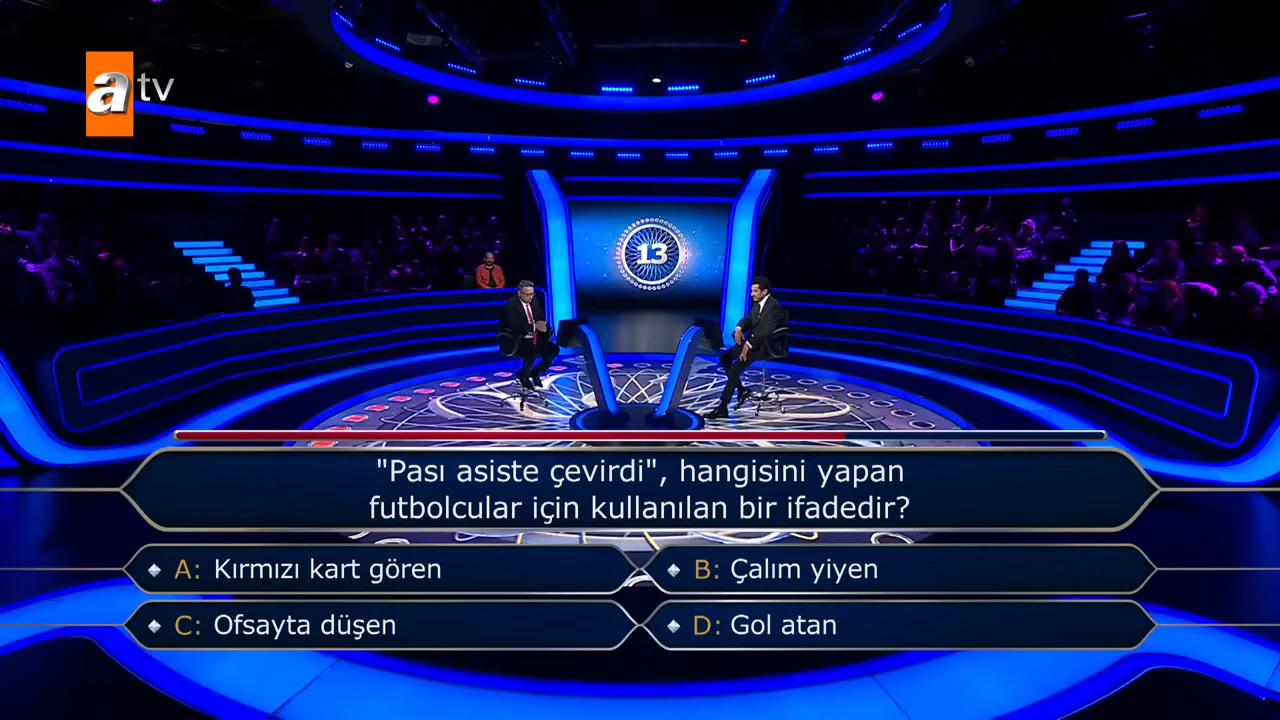 atv
13
"Pası asiste çevirdi", hangisini yapan
futbolcular için kullanılan bir ifadedir?
A: Kırmızı kart gören
B: Çalım yiyen
C: Ofsayta düşen
D: Gol atan